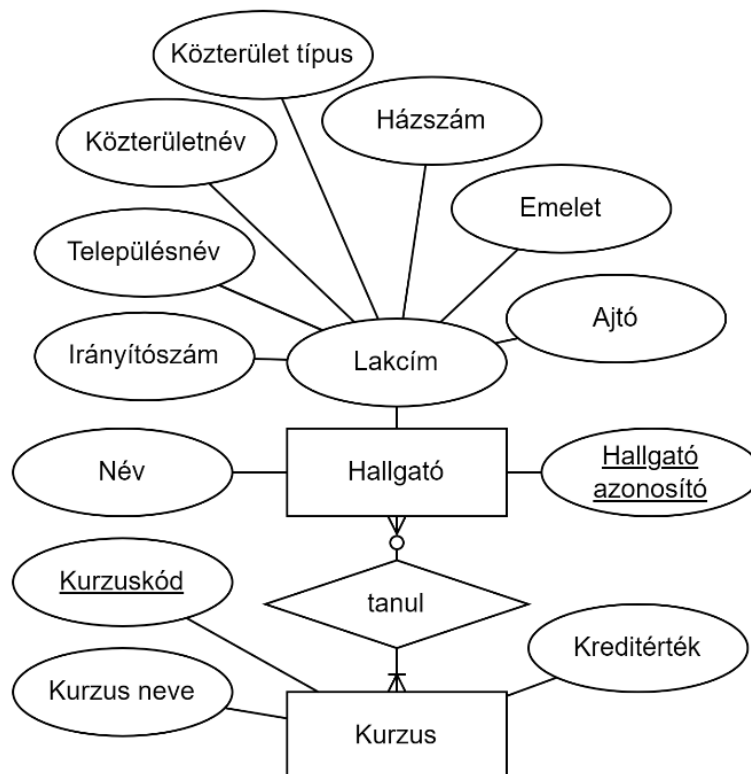 Közterület típus
Házszám
Közterületnév
Emelet
Településnév
Ajtó
Irányítószám
Lakcím
Név
Hallgató
Hallgató
azonosító
Kurzuskód
tanul
Kreditérték
Kurzus neve
Kurzus